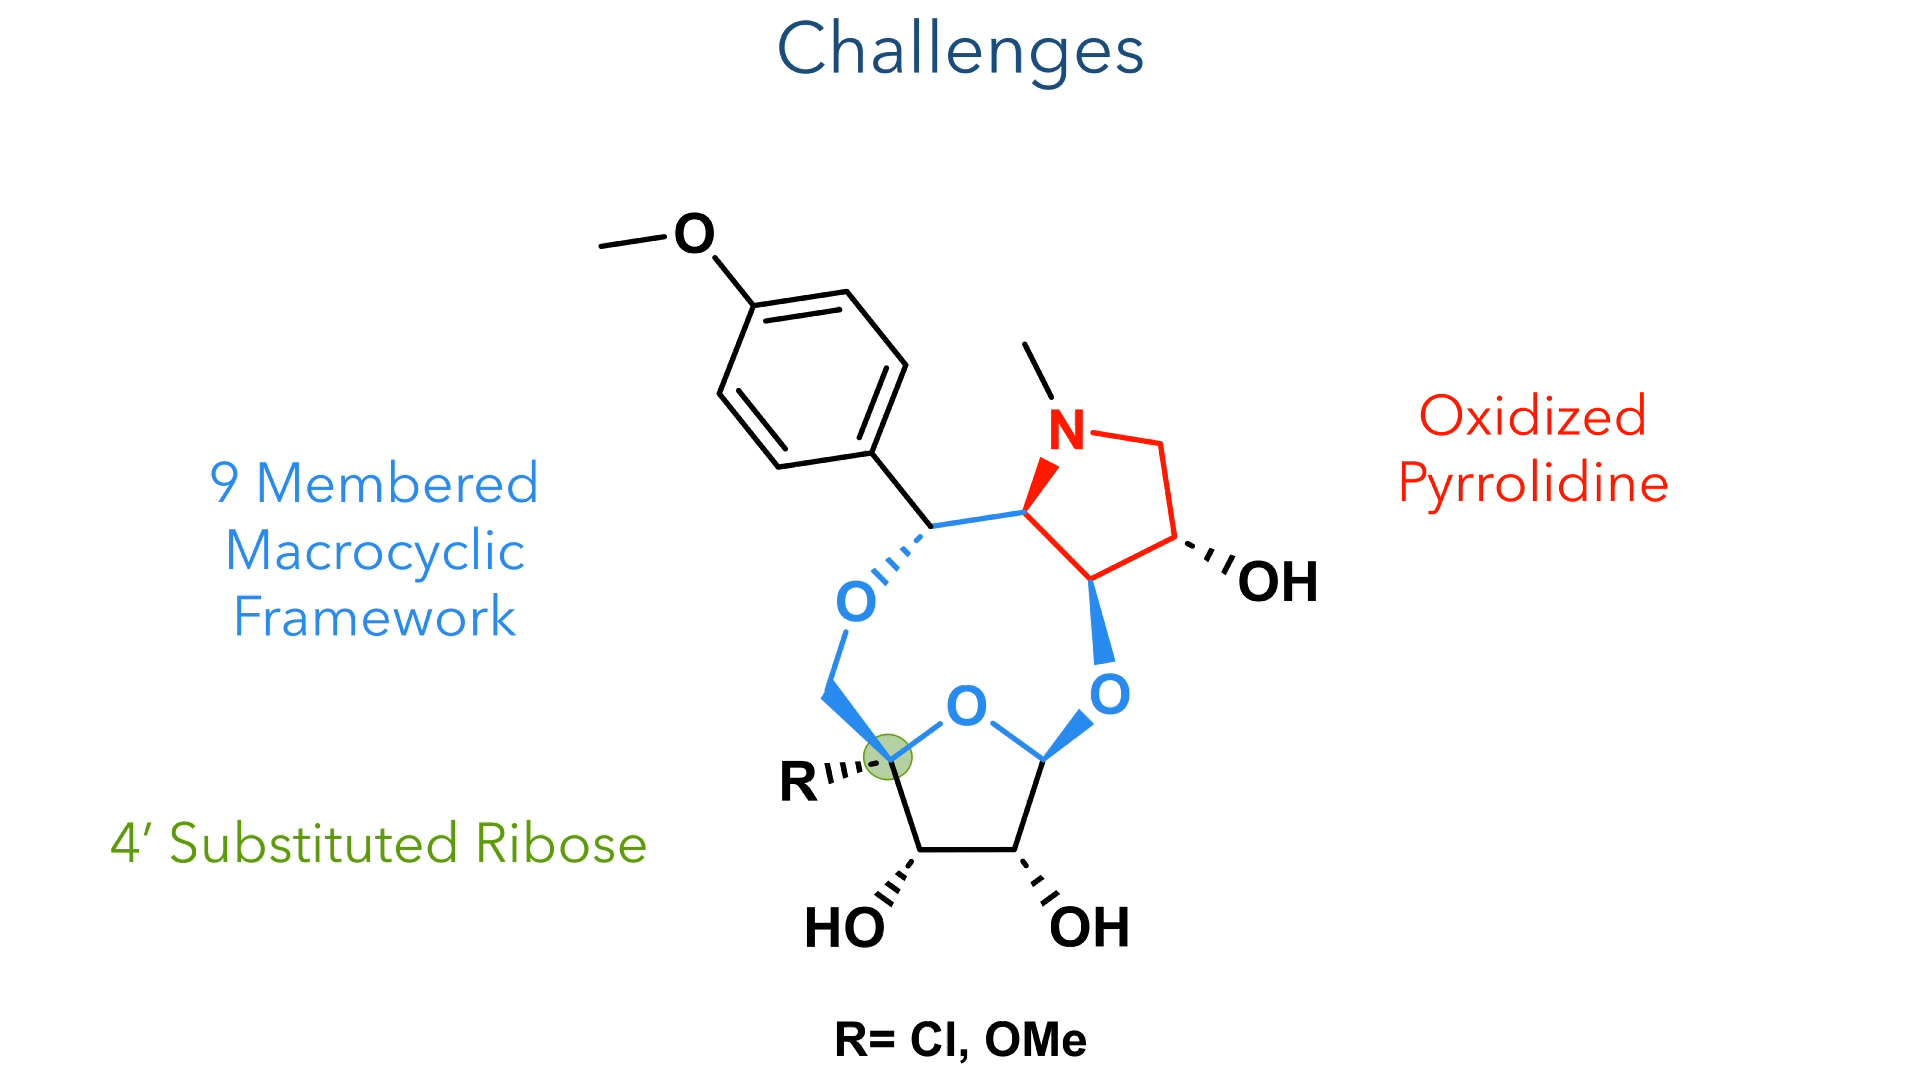 Challenges
O
N
Oxidized
Pyrrolidine
9 Membered
Macrocyclic
Framework
OH
O
O
O
R
4’ Substituted Ribose
HO
OH
R= Cl, OMe